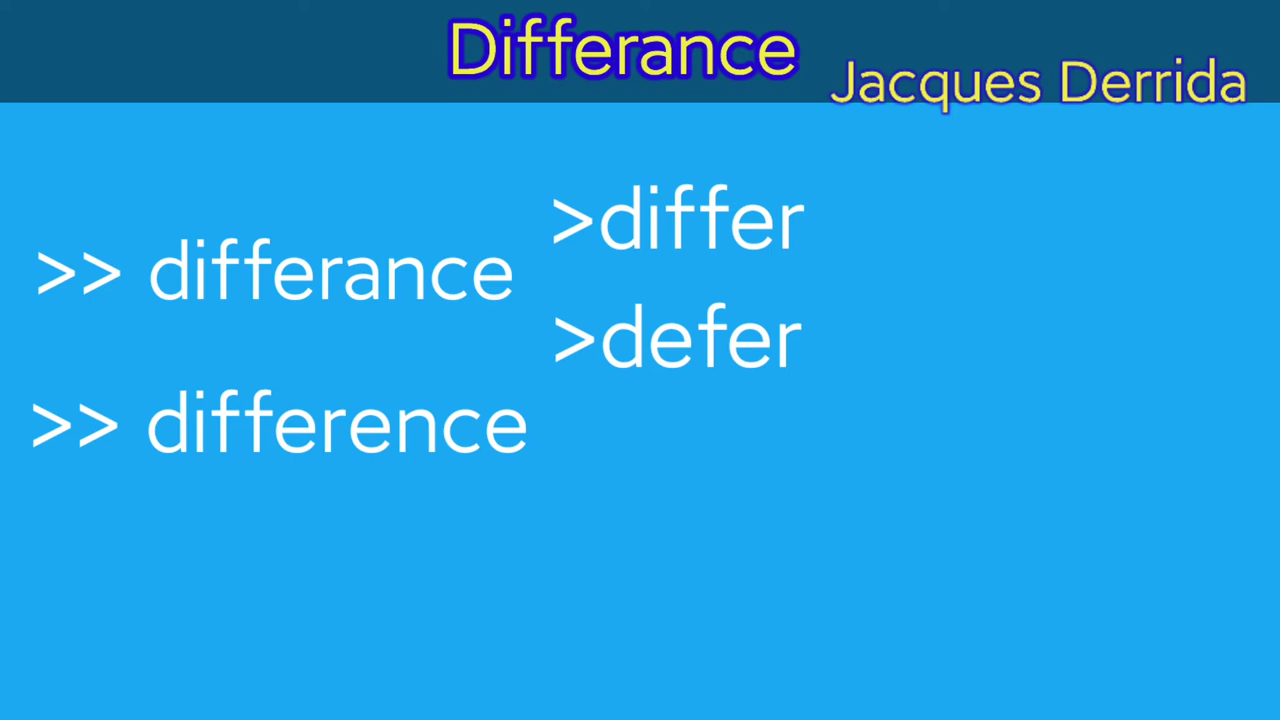 Differance
Jacques Derrida
>differ
>> differance
>defer
>> difference